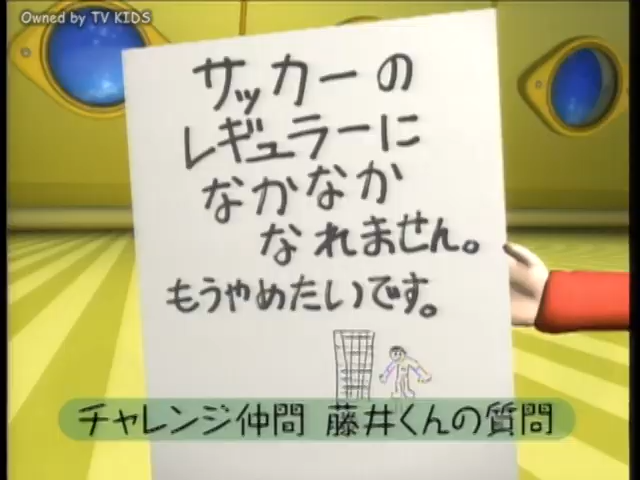 Owned by TV KIDS
サッカーの
レギュラーに
なかなか
なれません。
もうやめたいです。
チャレンジ仲間 藤井くんの質問